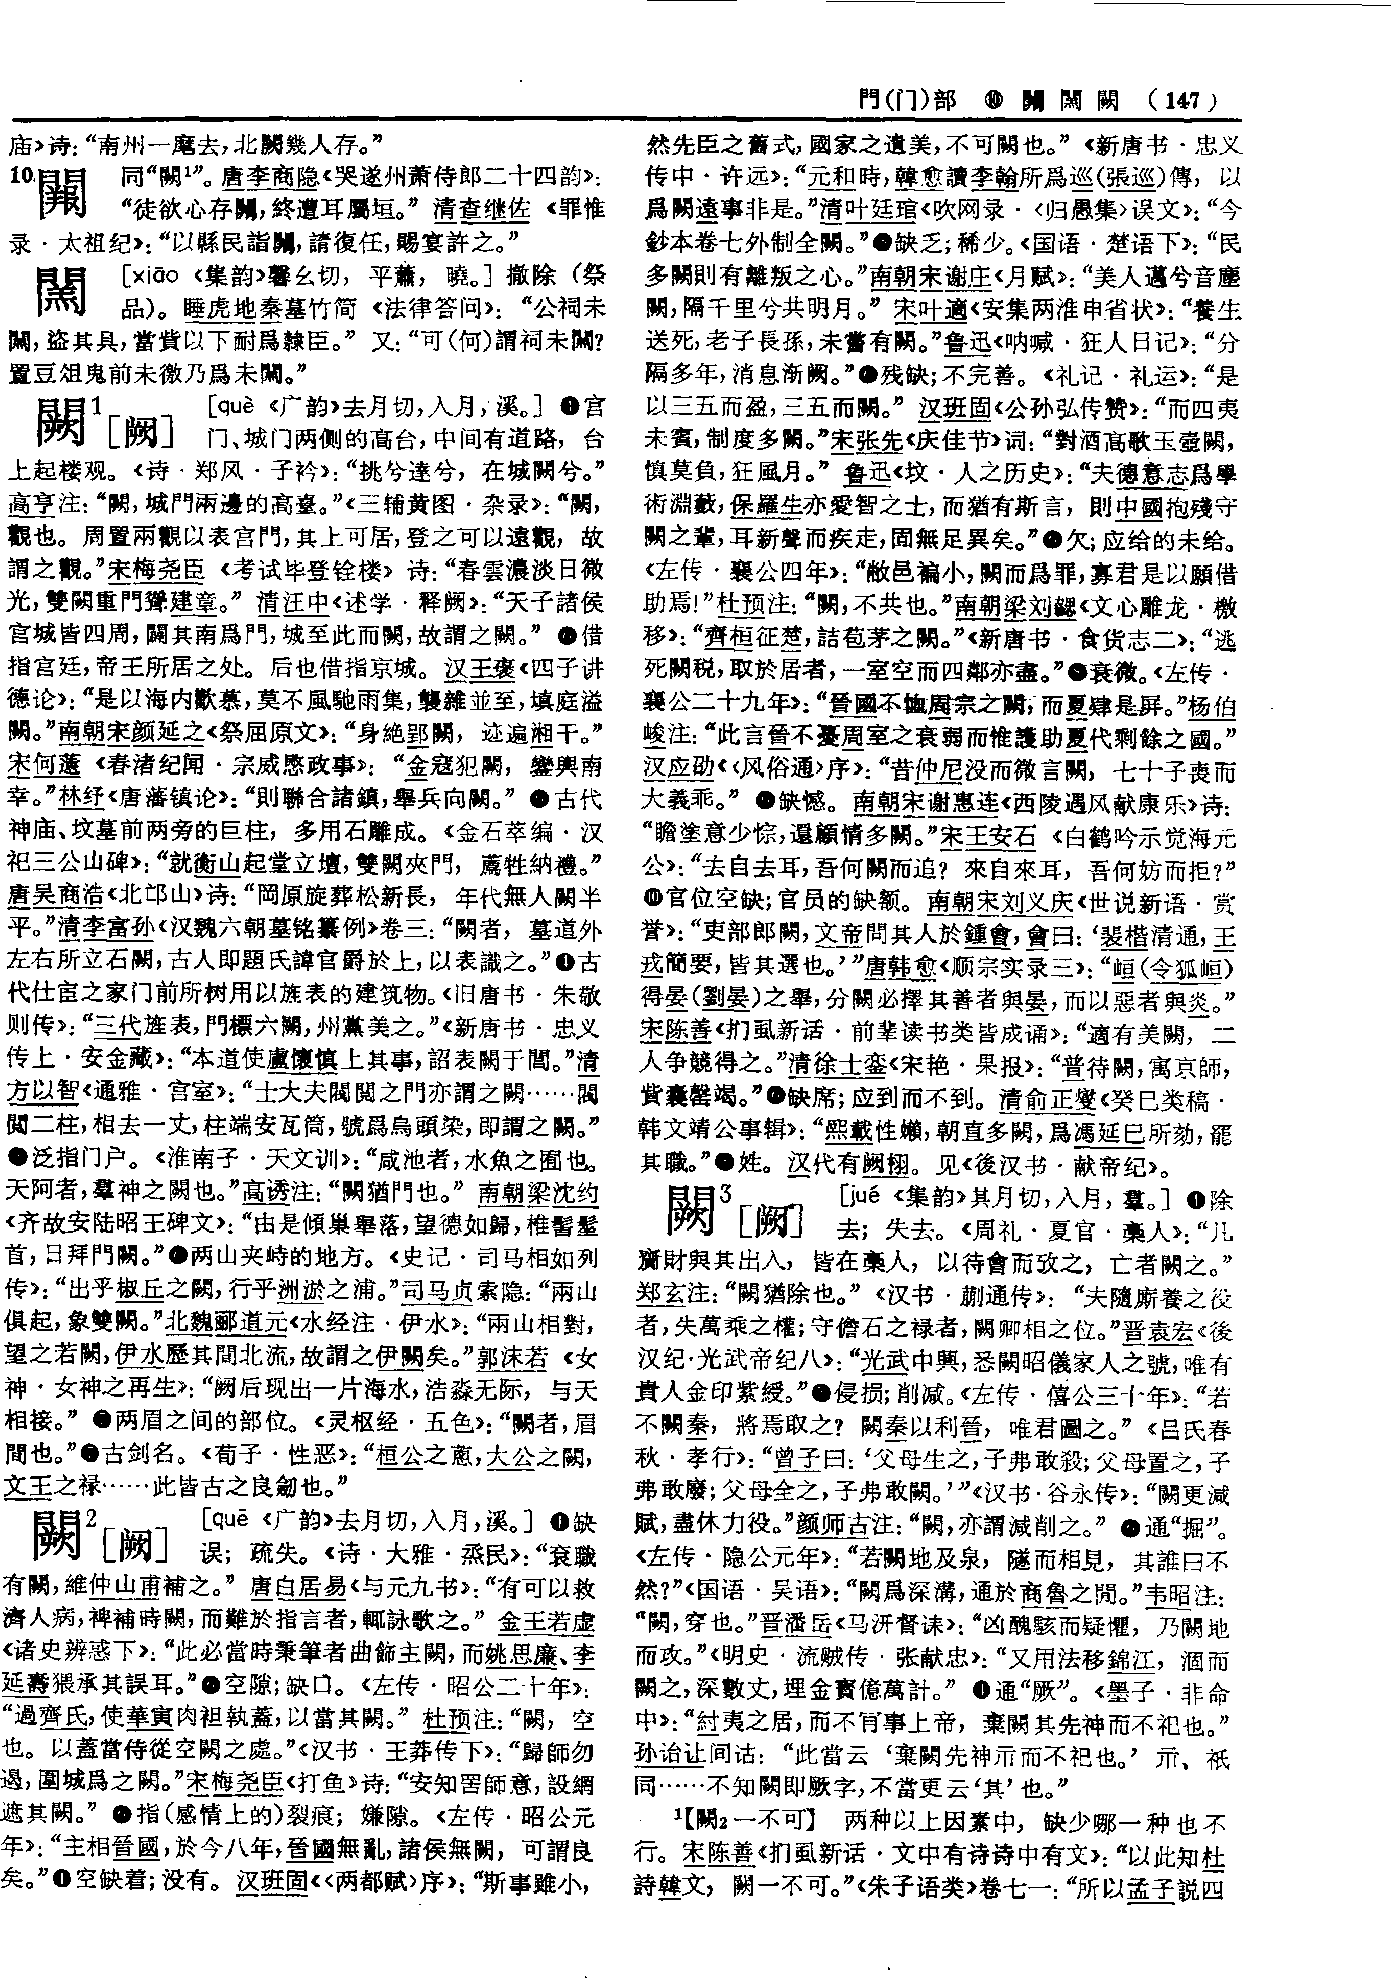 門(门)部 ⑩ 闕 闕 (147)
庙〉诗:“南州一麾去,北闕幾人存。”
10 同“闕¹”。唐李商隐《哭遂州萧侍郎二十四韵》:
“徒欲心存闕,終遭耳屬垣。” 清查继佐《罪惟
录·太祖纪》:“以縣民詣闕,請復任,賜宴許之。”
[xiāo 《集韵》馨幺切,平蕭,曉。] 撤除(祭
品)。睡虎地秦墓竹简《法律答问》:“公祠未
䦧,盜其具,當貲以下耐爲隸臣。” 又:“可(何)謂祠未䦧?
置豆俎鬼前未徹乃爲未䦧。”
闕¹[阙] [què 《广韵》去月切,入月,溪。] ❶宫
门、城门两侧的高台,中间有道路,台
上起楼观。《诗·郑风·子衿》:“挑兮達兮,在城闕兮。”
高亨注:“闕,城門兩邊的高臺。”《三辅黄图·杂录》:“闕,
觀也。周置兩觀以表宫門,其上可居,登之可以遠觀,故
謂之觀。”宋梅尧臣《考试毕登铨楼》诗:“春雲濃淡日微
光,雙闕重門聳建章。” 清汪中《述学·释阙》:“天子諸侯
宫城皆四周,闢其南爲門,城至此而闕,故謂之闕。” ❷借
指宫廷,帝王所居之处。后也借指京城。汉王褒《四子讲
德论》:“是以海内歡慕,莫不風馳雨集,襲雜並至,填庭溢
闕。”南朝宋颜延之《祭屈原文》:“身絶郢闕,迹遍湘干。”
宋何薳《春渚纪闻·宗威愍政事》:“金寇犯闕,鑾輿南
幸。”林纾《唐藩镇论》:“則聯合諸鎮,舉兵向闕。” ❸古代
神庙、坟墓前两旁的巨柱,多用石雕成。《金石萃编·汉
祀三公山碑》:“就衡山起堂立壇,雙闕夾門,薦牲納禮。”
唐吴商浩《北邙山》诗:“岡原旋葬松新長,年代無人闕半
平。”清李富孙《汉魏六朝墓铭纂例》卷三:“闕者,墓道外
左右所立石闕,古人即題氏諱官爵於上,以表識之。”❹古
代仕宦之家门前所树用以旌表的建筑物。《旧唐书·朱敬
则传》:“三代旌表,門標六闕,州黨美之。”《新唐书·忠义
传上·安金藏》:“本道使盧懷慎上其事,詔表闕于閭。”清
方以智《通雅·宫室》:“士大夫閥閲之門亦謂之闕……閥
閲二柱,相去一丈,柱端安瓦筒,號爲烏頭染,即謂之闕。”
❺泛指门户。《淮南子·天文训》:“咸池者,水魚之囿也。
天阿者,羣神之闕也。”高诱注:“闕猶門也。” 南朝梁沈约
《齐故安陆昭王碑文》:“由是傾巢舉落,望德如歸,椎髻髽
首,日拜門闕。”❻两山夹峙的地方。《史记·司马相如列
传》:“出乎椒丘之闕,行乎洲淤之浦。”司马贞索隐:“兩山
俱起,象雙闕。”北魏郦道元《水经注·伊水》:“兩山相對,
望之若闕,伊水歷其間北流,故謂之伊闕矣。”郭沫若《女
神·女神之再生》:“阙后现出一片海水,浩淼无际,与天
相接。” ❼两眉之间的部位。《灵枢经·五色》:“闕者,眉
間也。”❽古剑名。《荀子·性恶》:“桓公之蔥,大公之闕,
文王之禄……此皆古之良劍也。”
闕²[阙] [quē 《广韵》去月切,入月,溪。] ❶缺
误;疏失。《诗·大雅·烝民》:“衮職
有闕,維仲山甫補之。” 唐白居易《与元九书》:“有可以救
濟人病,裨補時闕,而難於指言者,輒詠歌之。” 金王若虚
《诸史辨惑下》:“此必當時秉筆者曲飾主闕,而姚思廉、李
延壽猥承其誤耳。”❷空隙;缺口。《左传·昭公二十年》:
“過齊氏,使華寅肉袒執蓋,以當其闕。” 杜预注:“闕,空
也。以蓋當侍從空闕之處。”《汉书·王莽传下》:“歸師勿
遏,圍城爲之闕。”宋梅尧臣《打鱼》诗:“安知罟師意,設網
遮其闕。” ❸指(感情上的)裂痕;嫌隙。《左传·昭公元
年》:“主相晉國,於今八年,晉國無亂,諸侯無闕,可謂良
矣。”❹空缺着;没有。汉班固《〈两都赋〉序》:“斯事雖小,
然先臣之舊式,國家之遺美,不可闕也。”《新唐书·忠义
传中·许远》:“元和時,韓愈讀李翰所爲巡(張巡)傳,以
爲闕遠事非是。”清叶廷琯《吹网录·〈归愚集〉误文》:“今
鈔本卷七外制全闕。”❺缺乏;稀少。《国语·楚语下》:“民
多闕則有離叛之心。”南朝宋谢庄《月赋》:“美人邁兮音塵
闕,隔千里兮共明月。” 宋叶適《安集两淮申省状》:“養生
送死,老子長孫,未嘗有闕。”鲁迅《呐喊·狂人日记》:“分
隔多年,消息渐阙。”❻残缺;不完善。《礼记·礼运》:“是
以三五而盈,三五而闕。” 汉班固《公孙弘传赞》:“而四夷
未賓,制度多闕。”宋张先《庆佳节》词:“對酒高歌玉壺闕,
慎莫負,狂風月。” 鲁迅《坟·人之历史》:“夫德意志爲學
術淵藪,保羅生亦愛智之士,而猶有斯言,則中國抱殘守
闕之輩,耳新聲而疾走,固無足異矣。”❼欠;应给的未给。
《左传·襄公四年》:“敝邑褊小,闕而爲罪,寡君是以願借
助焉!”杜预注:“闕,不共也。”南朝梁刘勰《文心雕龙·檄
移》:“齊桓征楚,詰苞茅之闕。”《新唐书·食货志二》:“逃
死闕税,取於居者,一室空而四鄰亦盡。”❽衰微。《左传·
襄公二十九年》:“晉國不恤周宗之闕,而夏肄是屏。”杨伯
峻注:“此言晉不憂周室之衰弱而惟護助夏代剩餘之國。”
汉应劭《〈风俗通〉序》:“昔仲尼没而微言闕,七十子喪而
大義乖。” ❾缺憾。南朝宋谢惠连《西陵遇风献康乐》诗:
“瞻塗意少悰,還顧情多闕。”宋王安石《白鹤吟示觉海元
公》:“去自去耳,吾何闕而追?來自來耳,吾何妨而拒?”
❿官位空缺;官员的缺额。南朝宋刘义庆《世说新语·赏
誉》:“吏部郎闕,文帝問其人於鍾會,會曰:‘裴楷清通,王
戎簡要,皆其選也。’”唐韩愈《顺宗实录三》:“峘(令狐峘)
得晏(劉晏)之舉,分闕必擇其善者與晏,而以惡者與炎。”
宋陈善《扪虱新话·前辈读书类皆成诵》:“適有美闕,二
人争競得之。”清徐士銮《宋艳·果报》:“普待闕,寓京師,
貲囊罄竭。”⓫缺席;应到而不到。清俞正燮《癸巳类稿·
韩文靖公事辑》:“熙載性嬾,朝直多闕,爲馮延巳所劾,罷
其職。”⓬姓。汉代有阙栩。见《後汉书·献帝纪》。
闕³[阙] [jué 《集韵》其月切,入月,羣。] ❶除
去;失去。《周礼·夏官·槀人》:“凡
齎財與其出入,皆在槀人,以待會而攷之,亡者闕之。”
郑玄注:“闕猶除也。”《汉书·蒯通传》:“夫隨廝養之役
者,失萬乘之權;守儋石之禄者,闕卿相之位。”晋袁宏《後
汉纪·光武帝纪八》:“光武中興,悉闕昭儀家人之號,唯有
貴人金印紫綬。”❷侵损;削减。《左传·僖公三十年》:“若
不闕秦,將焉取之?闕秦以利晉,唯君圖之。”《吕氏春
秋·孝行》:“曾子曰:‘父母生之,子弗敢殺;父母置之,子
弗敢廢;父母全之,子弗敢闕。’”《汉书·谷永传》:“闕更減
賦,盡休力役。”颜师古注:“闕,亦謂減削之。” ❸通“掘”。
《左传·隐公元年》:“若闕地及泉,隧而相見,其誰曰不
然?”《国语·吴语》:“闕爲深溝,通於商魯之閒。”韦昭注:
“闕,穿也。”晋潘岳《马汧督诔》:“凶醜駭而疑懼,乃闕地
而攻。”《明史·流贼传·张献忠》:“又用法移錦江,涸而
闕之,深數丈,埋金寶億萬計。” ❹通“厥”。《墨子·非命
中》:“紂夷之居,而不肎事上帝,棄闕其先神而不祀也。”
孙诒让间诂:“此當云‘棄闕先神示而不祀也。’示、祇
同……不知闕即厥字,不當更云‘其’也。”
¹【闕₂一不可】 两种以上因素中,缺少哪一种也不
行。宋陈善《扪虱新话·文中有诗诗中有文》:“以此知杜
詩韓文,闕一不可。”《朱子语类》卷七一:“所以孟子説四